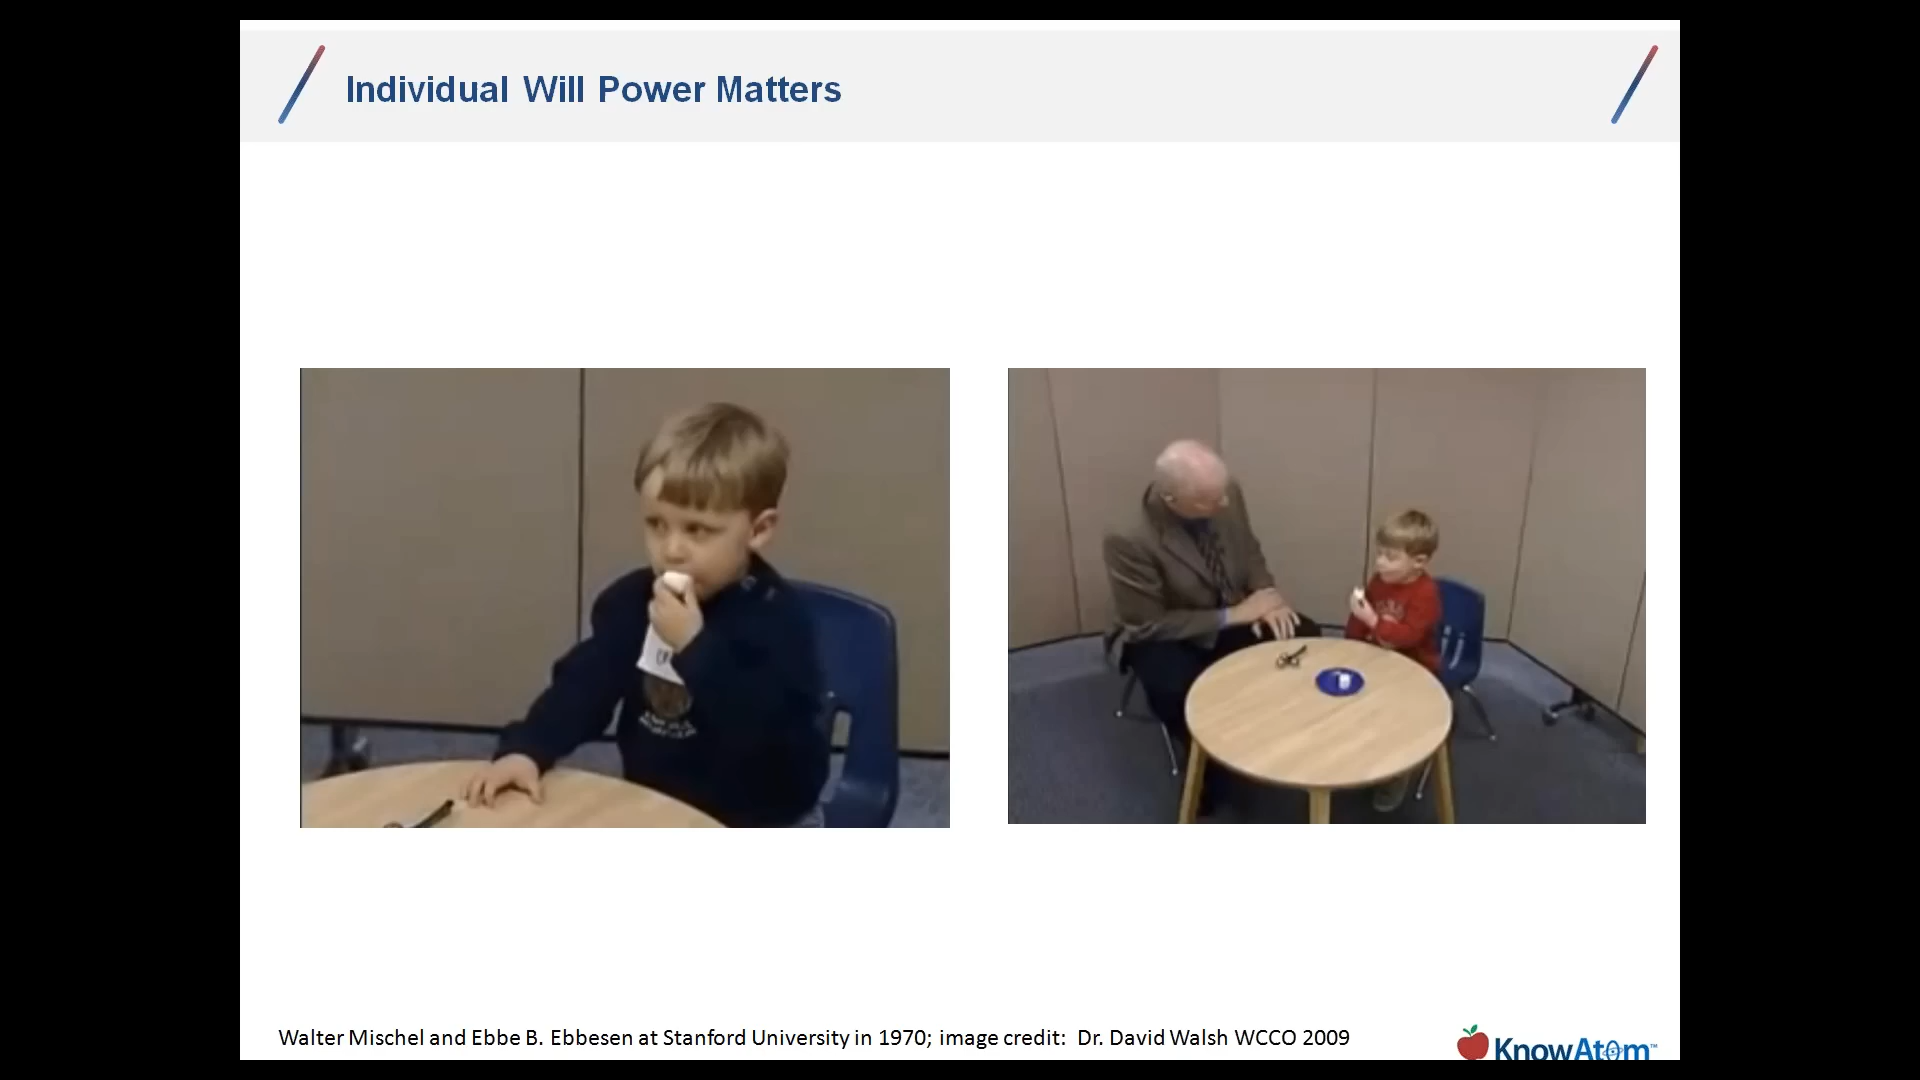 Individual Will Power Matters
Walter Mischel and Ebbe B. Ebbesen at Stanford University in 1970; image credit:  Dr. David Walsh WCCO 2009
KnowAtom™